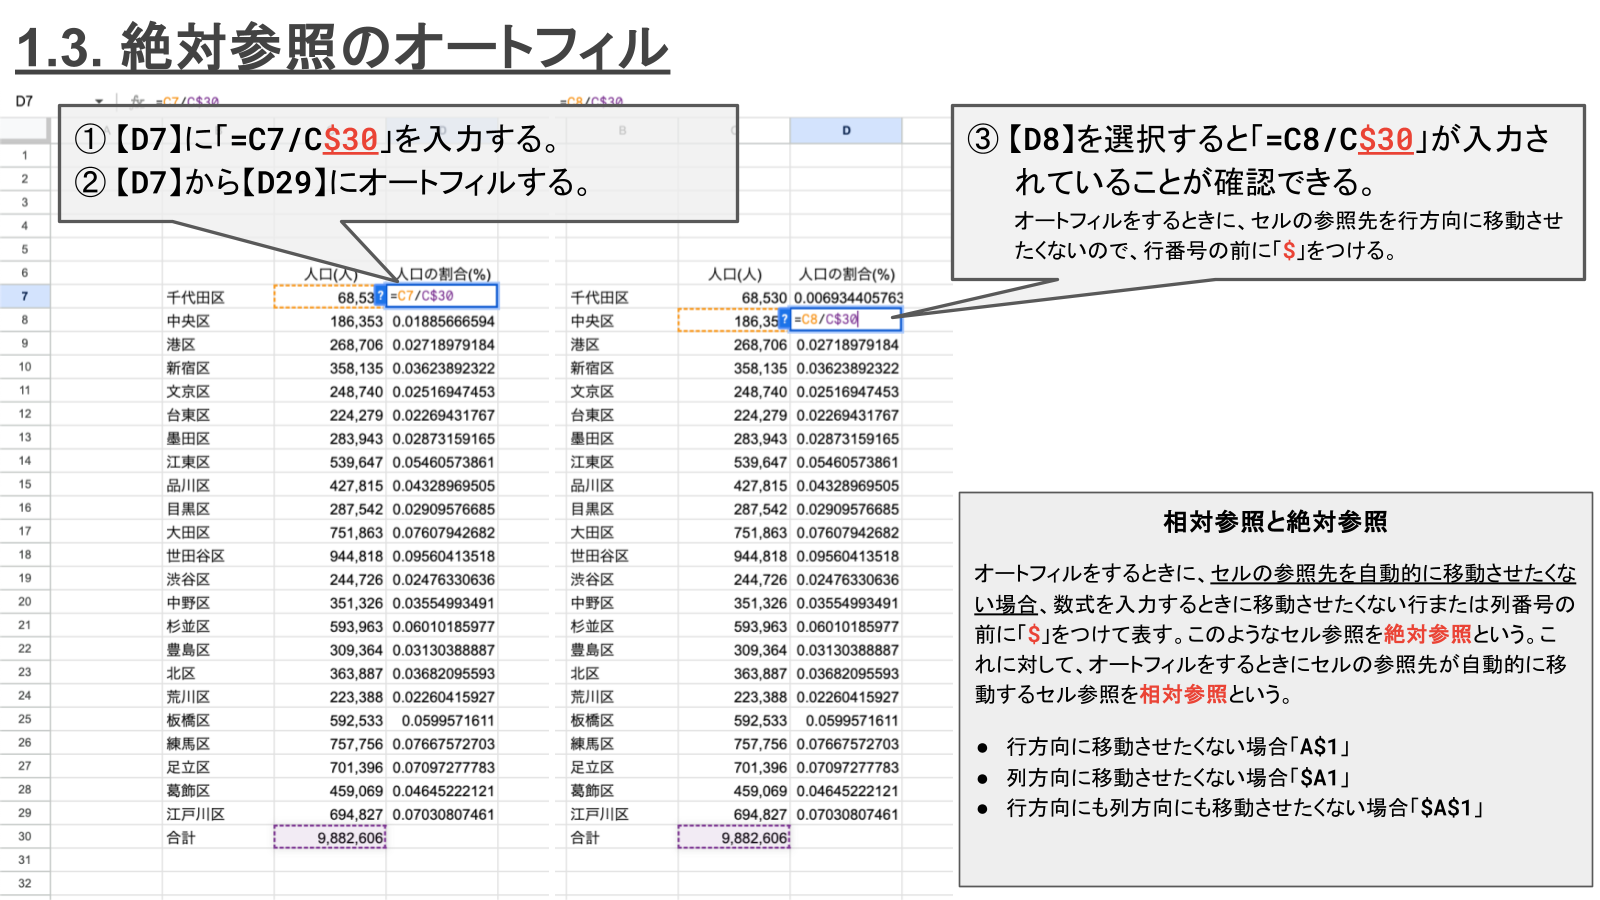 1.3. 絶対参照のオートフィル
D7
fx =C7/C$30
=C8/C$30
①【D7】に「=C7/C$30」を入力する。
②【D7】から【D29】にオートフィルする。
③【D8】を選択すると「=C8/C$30」が入力さ
れていることが確認できる。
オートフィルをするときに、セルの参照先を行方向に移動させ
たくないので、行番号の前に「$」をつける。
B D
1
2
3
4
5
6 人口(人) 人口の割合(%) 人口(人) 人口の割合(%)
7 千代田区 68,53 ? =C7/C$30 千代田区 68,530 0.006934405763
8 中央区 186,353 0.01885666594 中央区 186,35 ? =C8/C$30
9 港区 268,706 0.02718979184 港区 268,706 0.02718979184
10 新宿区 358,135 0.03623892322 新宿区 358,135 0.03623892322
11 文京区 248,740 0.02516947453 文京区 248,740 0.02516947453
12 台東区 224,279 0.02269431767 台東区 224,279 0.02269431767
13 墨田区 283,943 0.02873159165 墨田区 283,943 0.02873159165
14 江東区 539,647 0.05460573861 江東区 539,647 0.05460573861
15 品川区 427,815 0.04328969505 品川区 427,815 0.04328969505
16 目黒区 287,542 0.02909576685 目黒区 287,542 0.02909576685
17 大田区 751,863 0.07607942682 大田区 751,863 0.07607942682
18 世田谷区 944,818 0.09560413518 世田谷区 944,818 0.09560413518
19 渋谷区 244,726 0.02476330636 渋谷区 244,726 0.02476330636
20 中野区 351,326 0.03554993491 中野区 351,326 0.03554993491
21 杉並区 593,963 0.06010185977 杉並区 593,963 0.06010185977
22 豊島区 309,364 0.03130388887 豊島区 309,364 0.03130388887
23 北区 363,887 0.03682095593 北区 363,887 0.03682095593
24 荒川区 223,388 0.02260415927 荒川区 223,388 0.02260415927
25 板橋区 592,533 0.0599571611 板橋区 592,533 0.0599571611
26 練馬区 757,756 0.07667572703 練馬区 757,756 0.07667572703
27 足立区 701,396 0.07097277783 足立区 701,396 0.07097277783
28 葛飾区 459,069 0.04645222121 葛飾区 459,069 0.04645222121
29 江戸川区 694,827 0.07030807461 江戸川区 694,827 0.07030807461
30 合計 9,882,606 合計 9,882,606
31
32
相対参照と絶対参照
オートフィルをするときに、セルの参照先を自動的に移動させたくな
い場合、数式を入力するときに移動させたくない行または列番号の
前に「$」をつけて表す。このようなセル参照を絶対参照という。こ
れに対して、オートフィルをするときにセルの参照先が自動的に移
動するセル参照を相対参照という。
● 行方向に移動させたくない場合「A$1」
● 列方向に移動させたくない場合「$A1」
● 行方向にも列方向にも移動させたくない場合「$A$1」